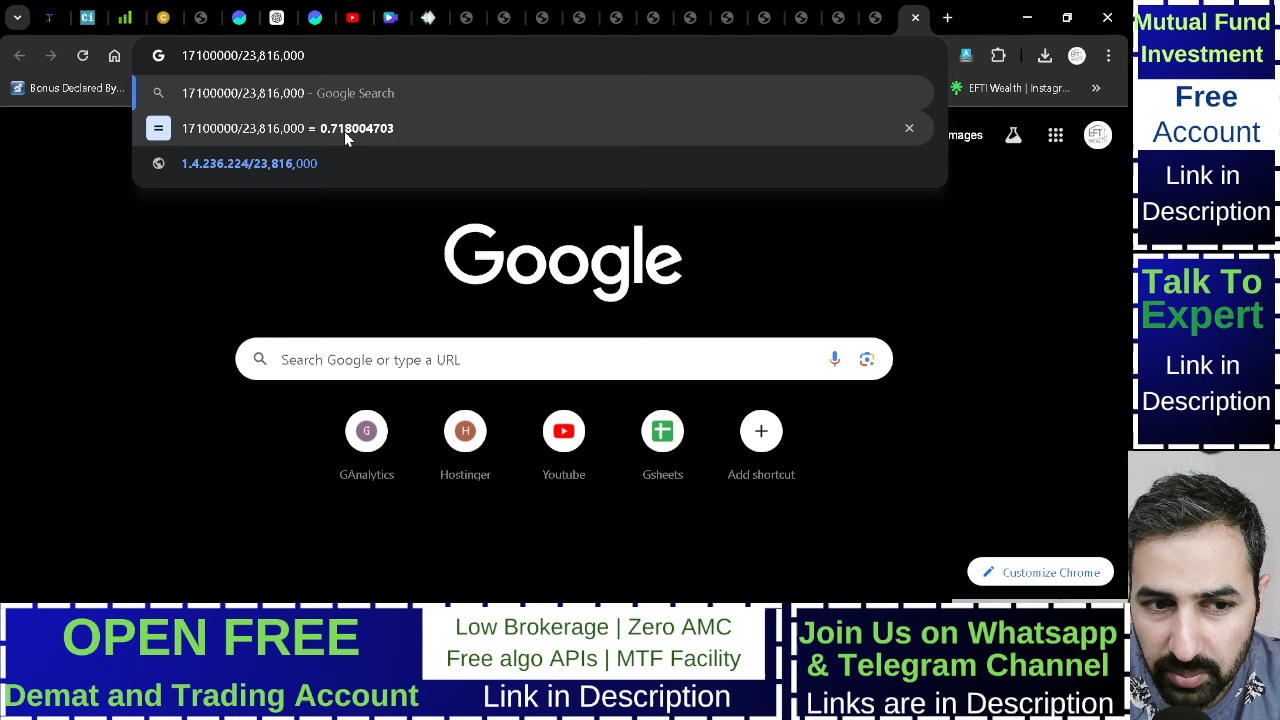 17100000/23,816,000
17100000/23,816,000 - Google Search
17100000/23,816,000 = 0.718004703
1.4.236.224/23,816,000
Bonus Declared By...
EFTI Wealth | Instagr...
mages
Google
Search Google or type a URL
GAnalytics
Hostinger
Youtube
Gsheets
Add shortcut
Customize Chrome
Mutual Fund
Investment
Free
Account
Link in
Description
Talk To
Expert
Link in
Description
OPEN FREE
Demat and Trading Account
Low Brokerage | Zero AMC
Free algo APIs | MTF Facility
Link in Description
Join Us on Whatsapp
& Telegram Channel
Links are in Description